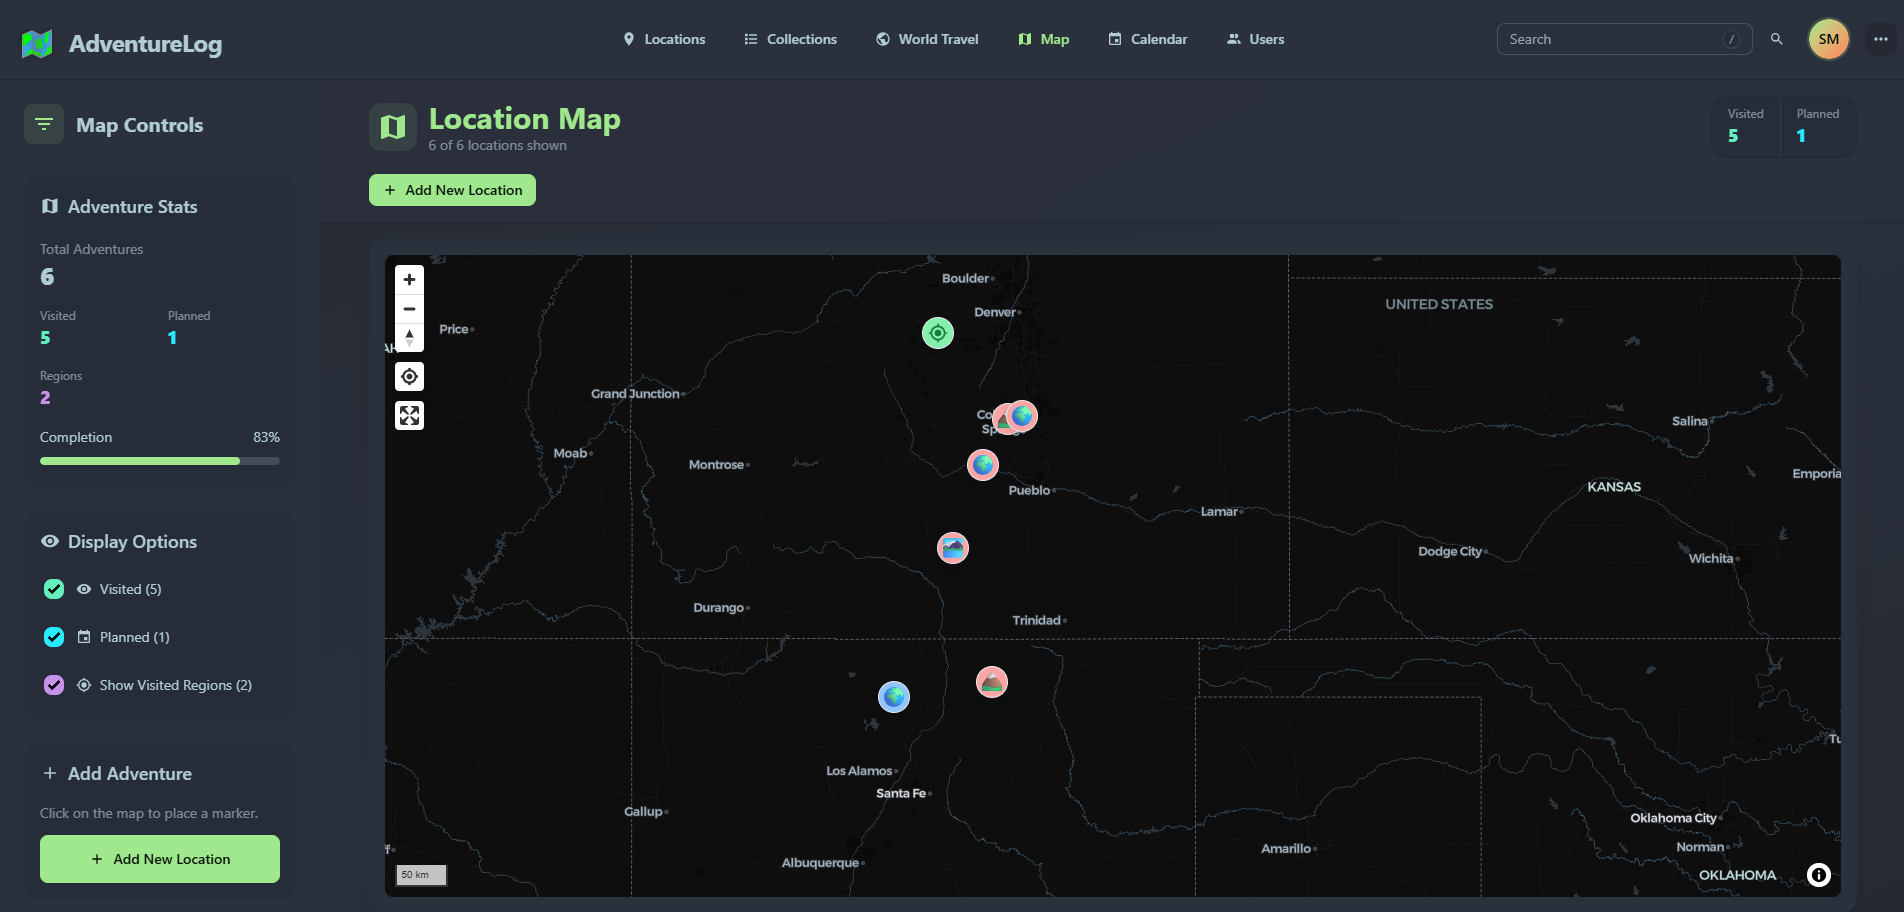 AdventureLog
Locations
Collections
World Travel
Map
Calendar
Users
Search /
SM
Map Controls
Adventure Stats
Total Adventures
6
Visited Planned
5 1
Regions
2
Completion 83%
Display Options
Visited (5)
Planned (1)
Show Visited Regions (2)
Add Adventure
Click on the map to place a marker.
+ Add New Location
Location Map
6 of 6 locations shown
+ Add New Location
Visited Planned
5 1
Boulder
UNITED STATES
Denver
Price
Grand Junction
Salina
Moab
Montrose
Emporia
KANSAS
Pueblo
Lamar
Dodge City
Wichita
Durango
Trinidad
Los Alamos
Santa Fe
Gallup
Oklahoma City
Norman
Amarillo
Albuquerque
OKLAHOMA
50 km